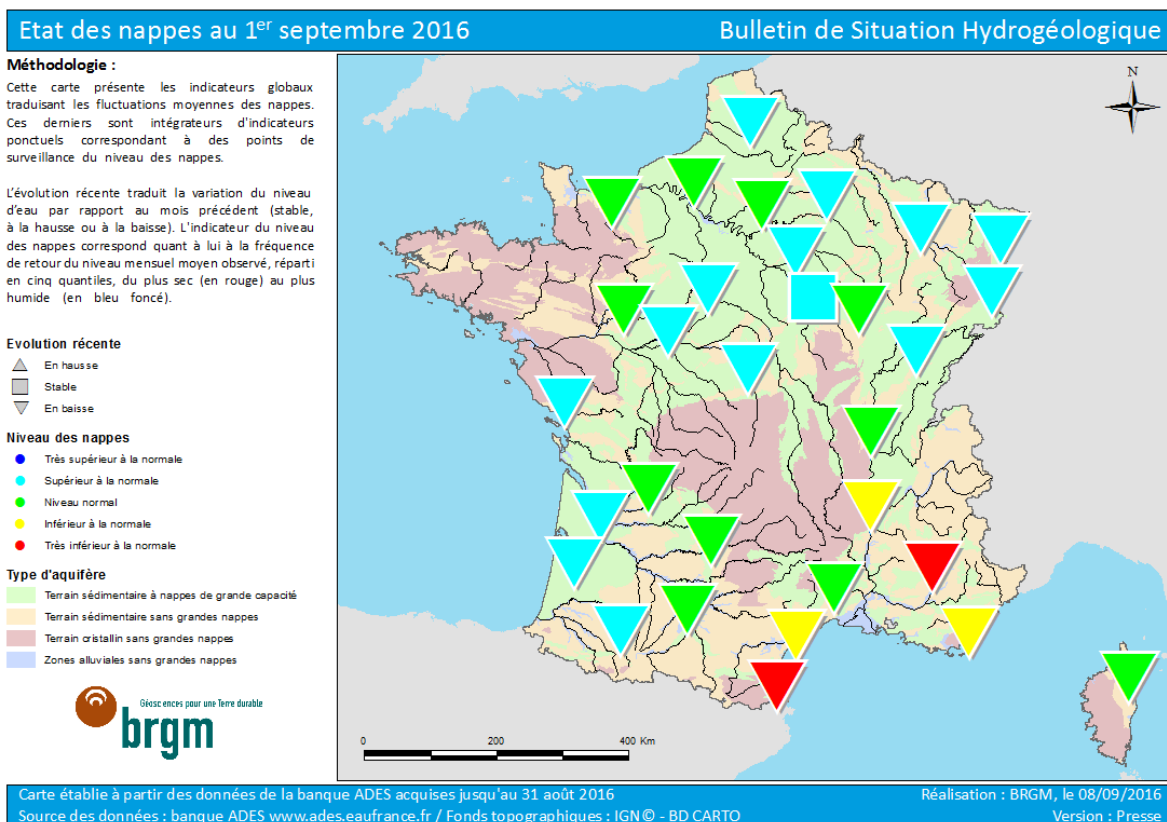 Etat des nappes au 1er septembre 2016
Bulletin de Situation Hydrogéologique
Méthodologie :
Cette carte présente les indicateurs globaux
traduisant les fluctuations moyennes des nappes.
Ces derniers sont intégrateurs d'indicateurs
ponctuels correspondant à des points de
surveillance du niveau des nappes.
L'évolution récente traduit la variation du niveau
d'eau par rapport au mois précédent (stable,
à la hausse ou à la baisse). L'indicateur du niveau
des nappes correspond quant à lui à la fréquence
de retour du niveau mensuel moyen observé, réparti
en cinq quantiles, du plus sec (en rouge) au plus
humide (en bleu foncé).
Evolution récente
En hausse
Stable
En baisse
Niveau des nappes
Très supérieur à la normale
Supérieur à la normale
Niveau normal
Inférieur à la normale
Très inférieur à la normale
Type d'aquifère
Terrain sédimentaire à nappes de grande capacité
Terrain sédimentaire sans grandes nappes
Terrain cristallin sans grandes nappes
Zones alluviales sans grandes nappes
Géosciences pour une Terre durable
brgm
N
0 200 400 Km
Carte établie à partir des données de la banque ADES acquises jusqu'au 31 août 2016
Réalisation : BRGM, le 08/09/2016
Source des données : banque ADES www.ades.eaufrance.fr / Fonds topographiques : IGN© - BD CARTO
Version : Presse